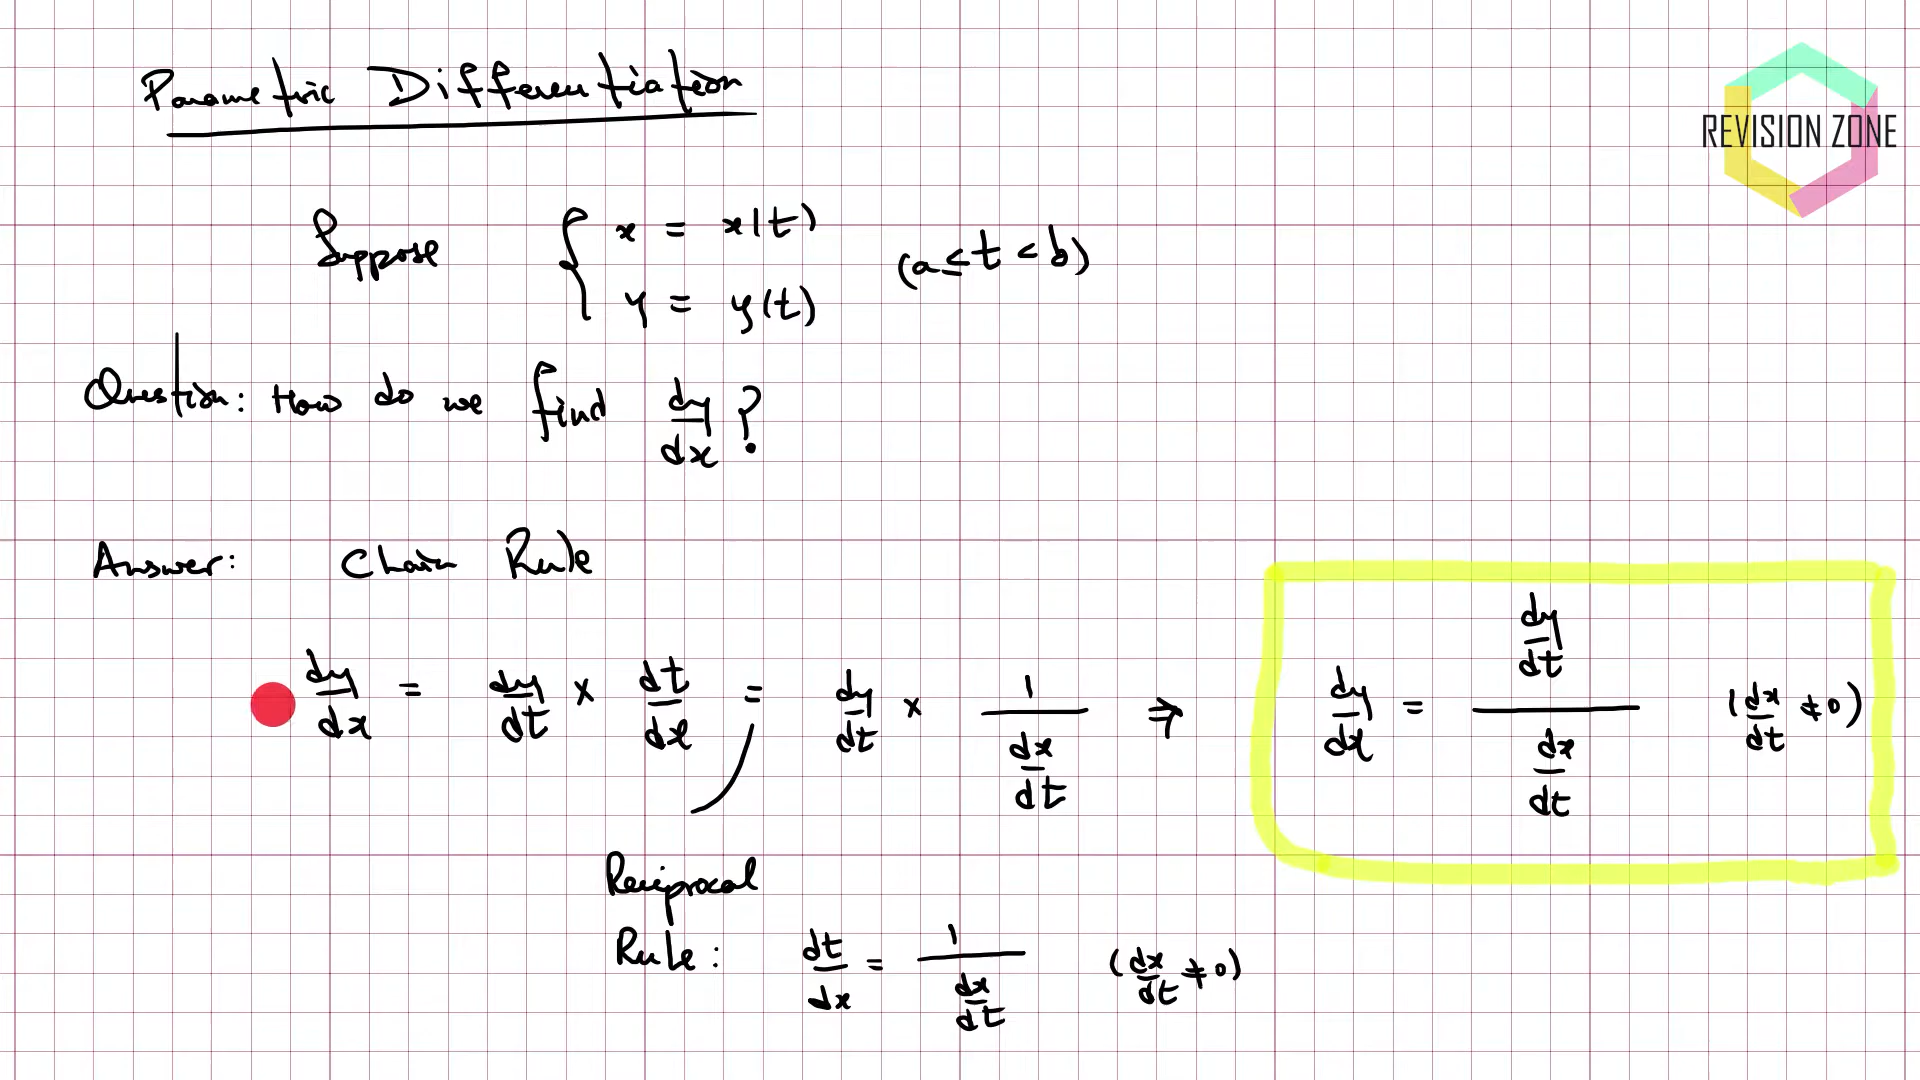 Parametric Differentiation
REVISION ZONE
Suppose { x = x(t)
y = y(t) (a ≤ t < b)
Question: How do we find dy/dx ?
Answer: Chain Rule
dy/dx = dy/dt × dt/dx = dy/dt × 1/(dx/dt) ⇒ dy/dx = (dy/dt)/(dx/dt) (dx/dt ≠ 0)
Reciprocal
Rule: dt/dx = 1/(dx/dt) (dx/dt ≠ 0)